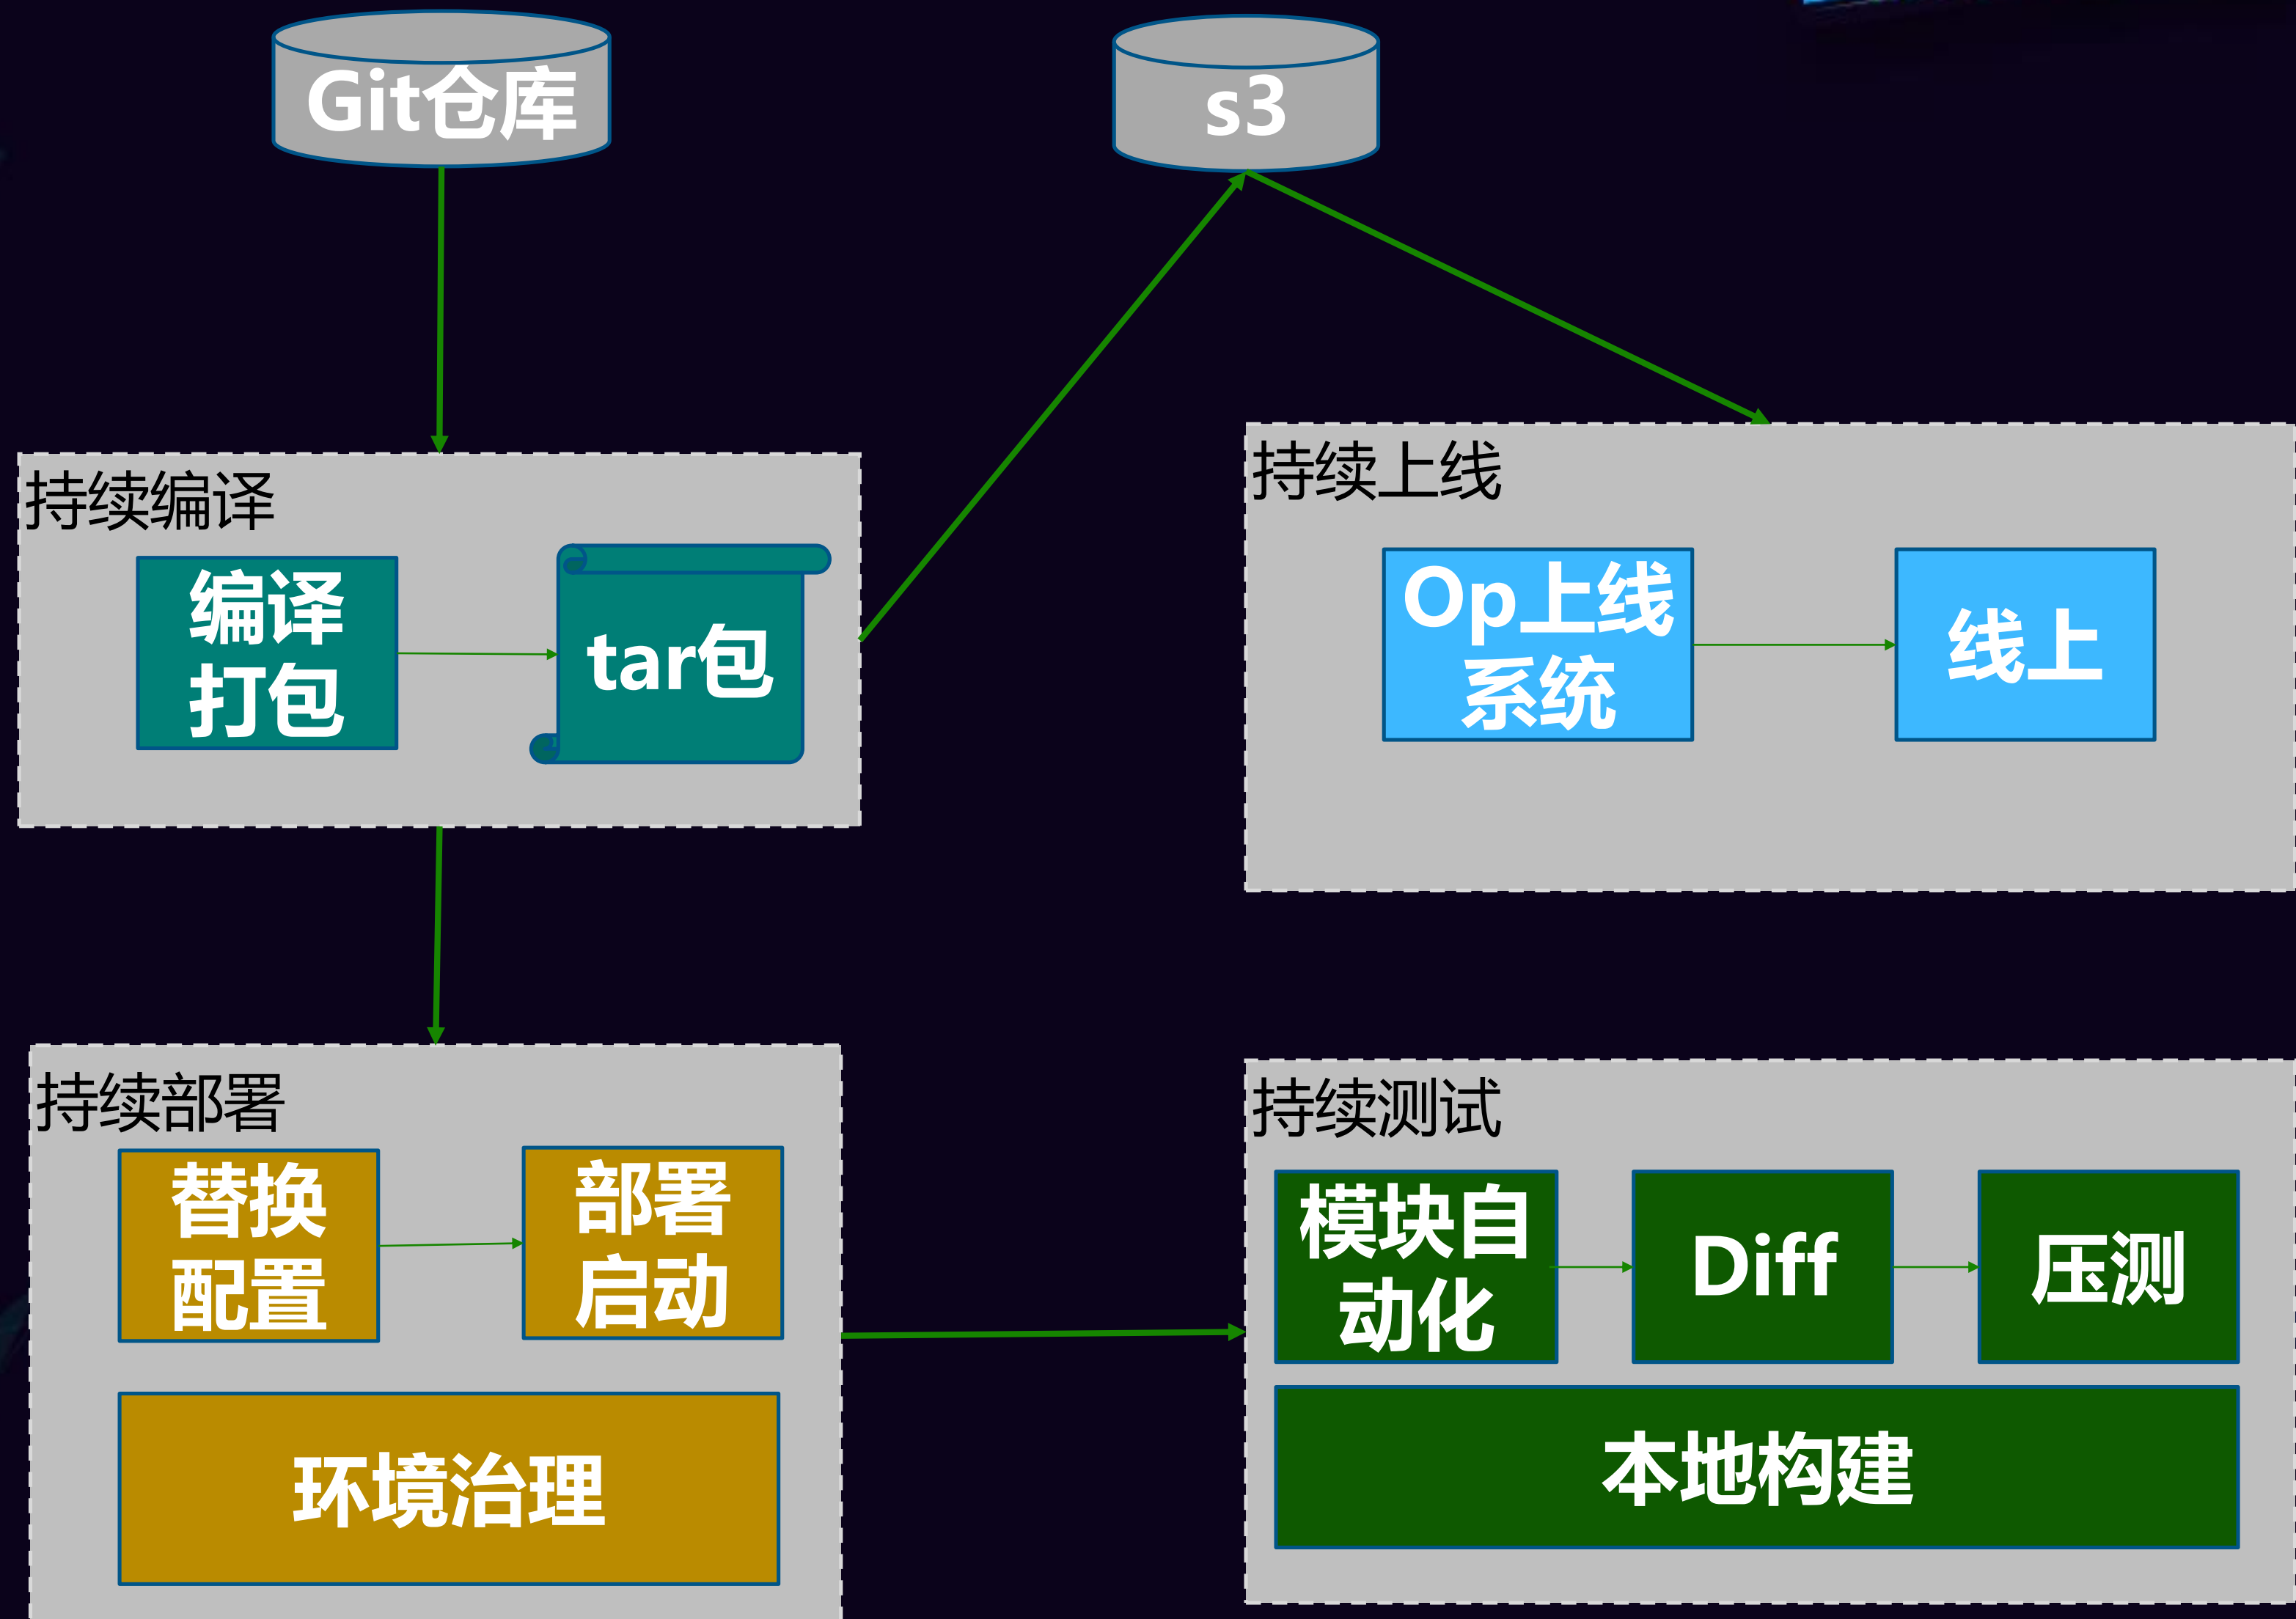 Git仓库
s3
持续编译
编译
打包
tar包
持续上线
Op上线
系统
线上
持续部署
替换
配置
部署
启动
环境治理
持续测试
模块自
动化
Diff
压测
本地构建